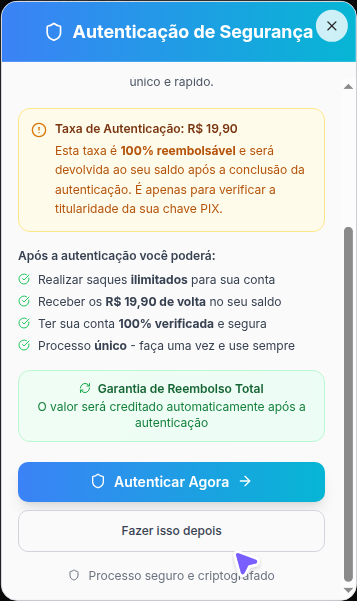 Autenticação de Segurança
unico e rapido.
Taxa de Autenticação: R$ 19,90
Esta taxa é 100% reembolsável e será
devolvida ao seu saldo após a conclusão da
autenticação. É apenas para verificar a
titularidade da sua chave PIX.
Após a autenticação você poderá:
Realizar saques ilimitados para sua conta
Receber os R$ 19,90 de volta no seu saldo
Ter sua conta 100% verificada e segura
Processo único - faça uma vez e use sempre
Garantia de Reembolso Total
O valor será creditado automaticamente após a
autenticação
Autenticar Agora
Fazer isso depois
Processo seguro e criptografado